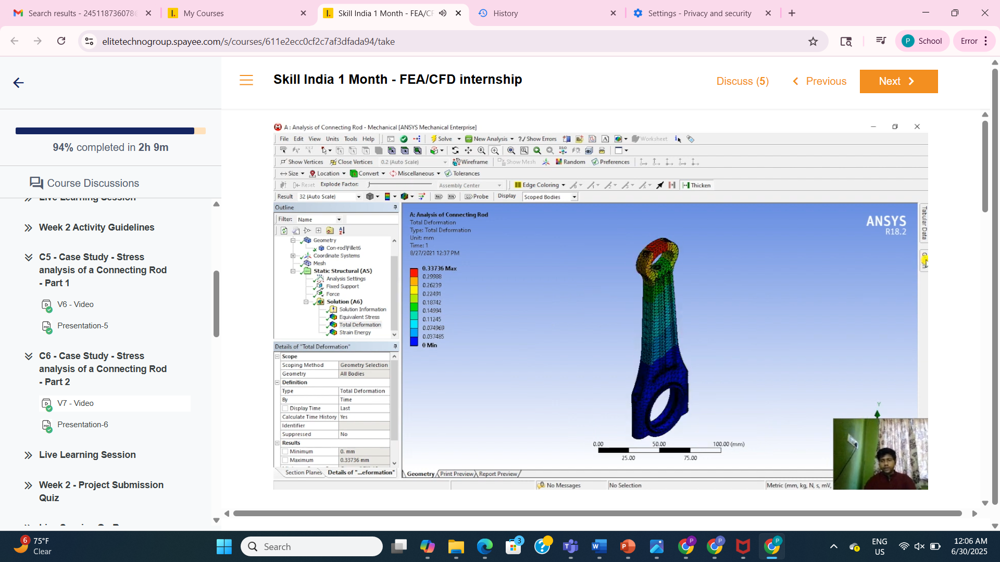 Search results - 245118736078@
My Courses
Skill India 1 Month - FEA/CF
History
Settings - Privacy and security
elitetechnogroup.spayee.com/s/courses/611e2ecc0cf2c7af3dfada94/take
P School
Error
Skill India 1 Month - FEA/CFD internship
Discuss (5)
Previous
Next
94% completed in 2h 9m
Course Discussions
Live Learning Session
Week 2 Activity Guidelines
C5 - Case Study - Stress
analysis of a Connecting Rod
- Part 1
V6 - Video
Presentation-5
C6 - Case Study - Stress
analysis of a Connecting Rod
- Part 2
V7 - Video
Presentation-6
Live Learning Session
Week 2 - Project Submission
Quiz
A : Analysis of Connecting Rod - Mechanical [ANSYS Mechanical Enterprise]
File Edit View Units Tools Help Solve New Analysis ?/ Show Errors Worksheet
Show Vertices Close Vertices 0.2 (Auto Scale) Wireframe Show Mesh Random Preferences
Size Location Convert Miscellaneous Tolerances
Reset Explode Factor: Assembly Center Edge Coloring Thicken
Result 32 (Auto Scale) Probe Display Scoped Bodies
Outline
Filter: Name
Geometry
Con-rod\Fillet6
Coordinate Systems
Mesh
Static Structural (A5)
Analysis Settings
Fixed Support
Force
Solution (A6)
Solution Information
Equivalent Stress
Total Deformation
Strain Energy
Details of "Total Deformation"
Scope
Scoping Method Geometry Selection
Geometry All Bodies
Definition
Type Total Deformation
By Time
Display Time Last
Calculate Time History Yes
Identifier
Suppressed No
Results
Minimum 0. mm
Maximum 0.33736 mm
Section Planes Details of "...eformation"
A: Analysis of Connecting Rod
Total Deformation
Type: Total Deformation
Unit: mm
Time: 1
8/27/2021 12:37 PM
0.33736 Max
0.29988
0.26239
0.22491
0.18742
0.14994
0.11245
0.074969
0.037485
0 Min
ANSYS
R18.2
Tabular Data
Y
0.00 50.00 100.00 (mm)
25.00 75.00
Geometry Print Preview Report Preview
No Messages No Selection Metric (mm, kg, N, s, mV,
6
75°F
Clear
Search
3
ENG
US
12:06 AM
6/30/2025